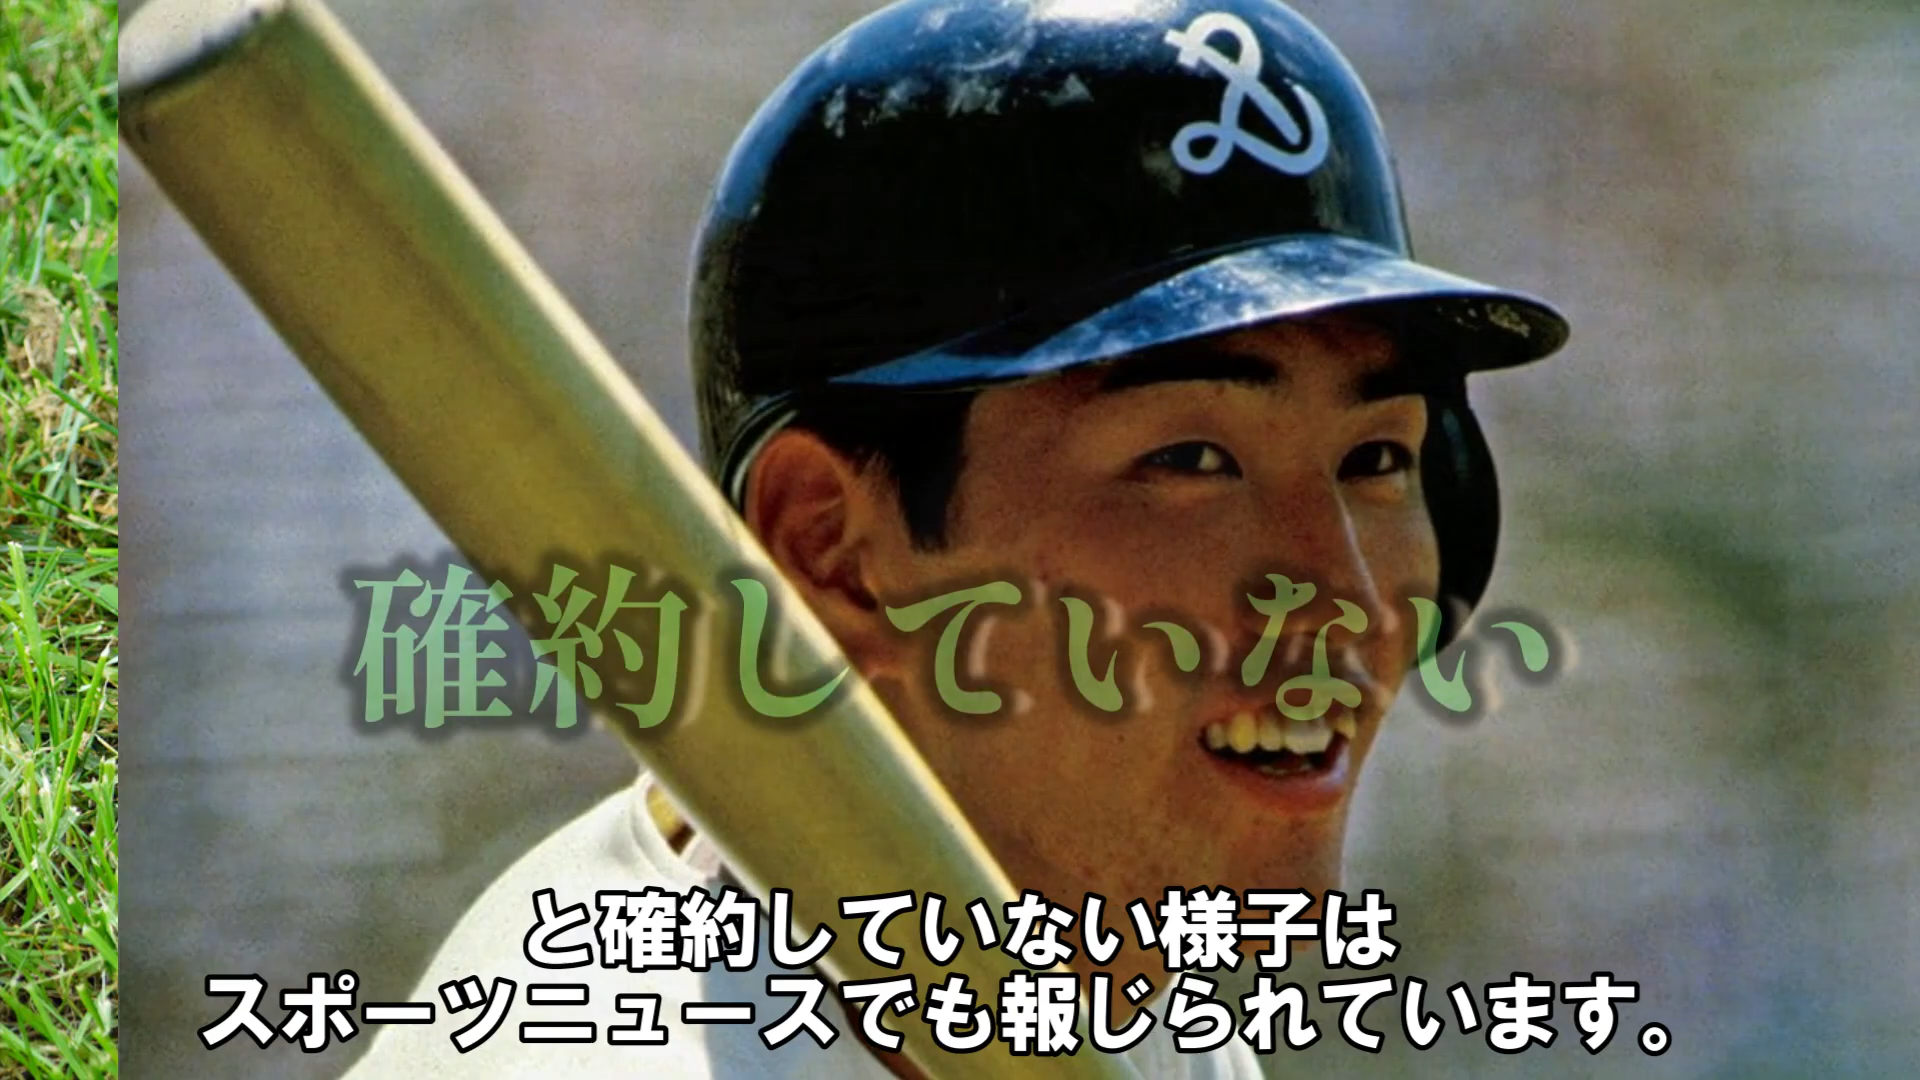 確約していない
と確約していない様子は
スポーツニュースでも報じられています。